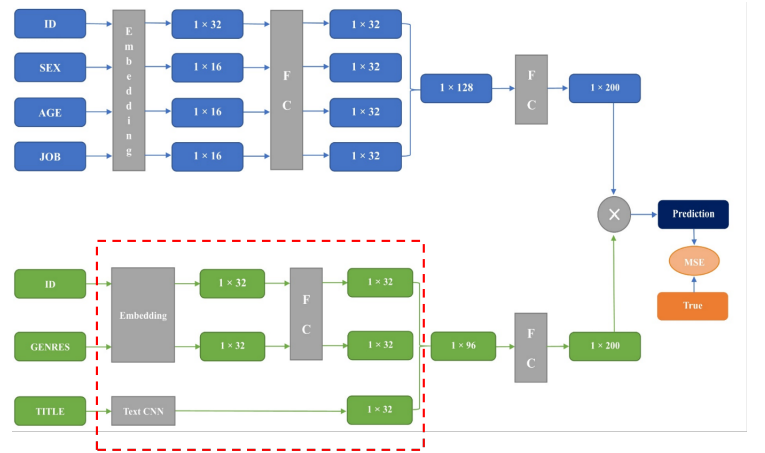 ID
Embedding
1 × 32
FC
1 × 32
SEX
1 × 16
1 × 32
AGE
1 × 16
1 × 32
JOB
1 × 16
1 × 32
1 × 128
FC
1 × 200
×
Prediction
MSE
True
ID
Embedding
1 × 32
FC
1 × 32
GENRES
1 × 32
1 × 32
TITLE
Text CNN
1 × 32
1 × 96
FC
1 × 200